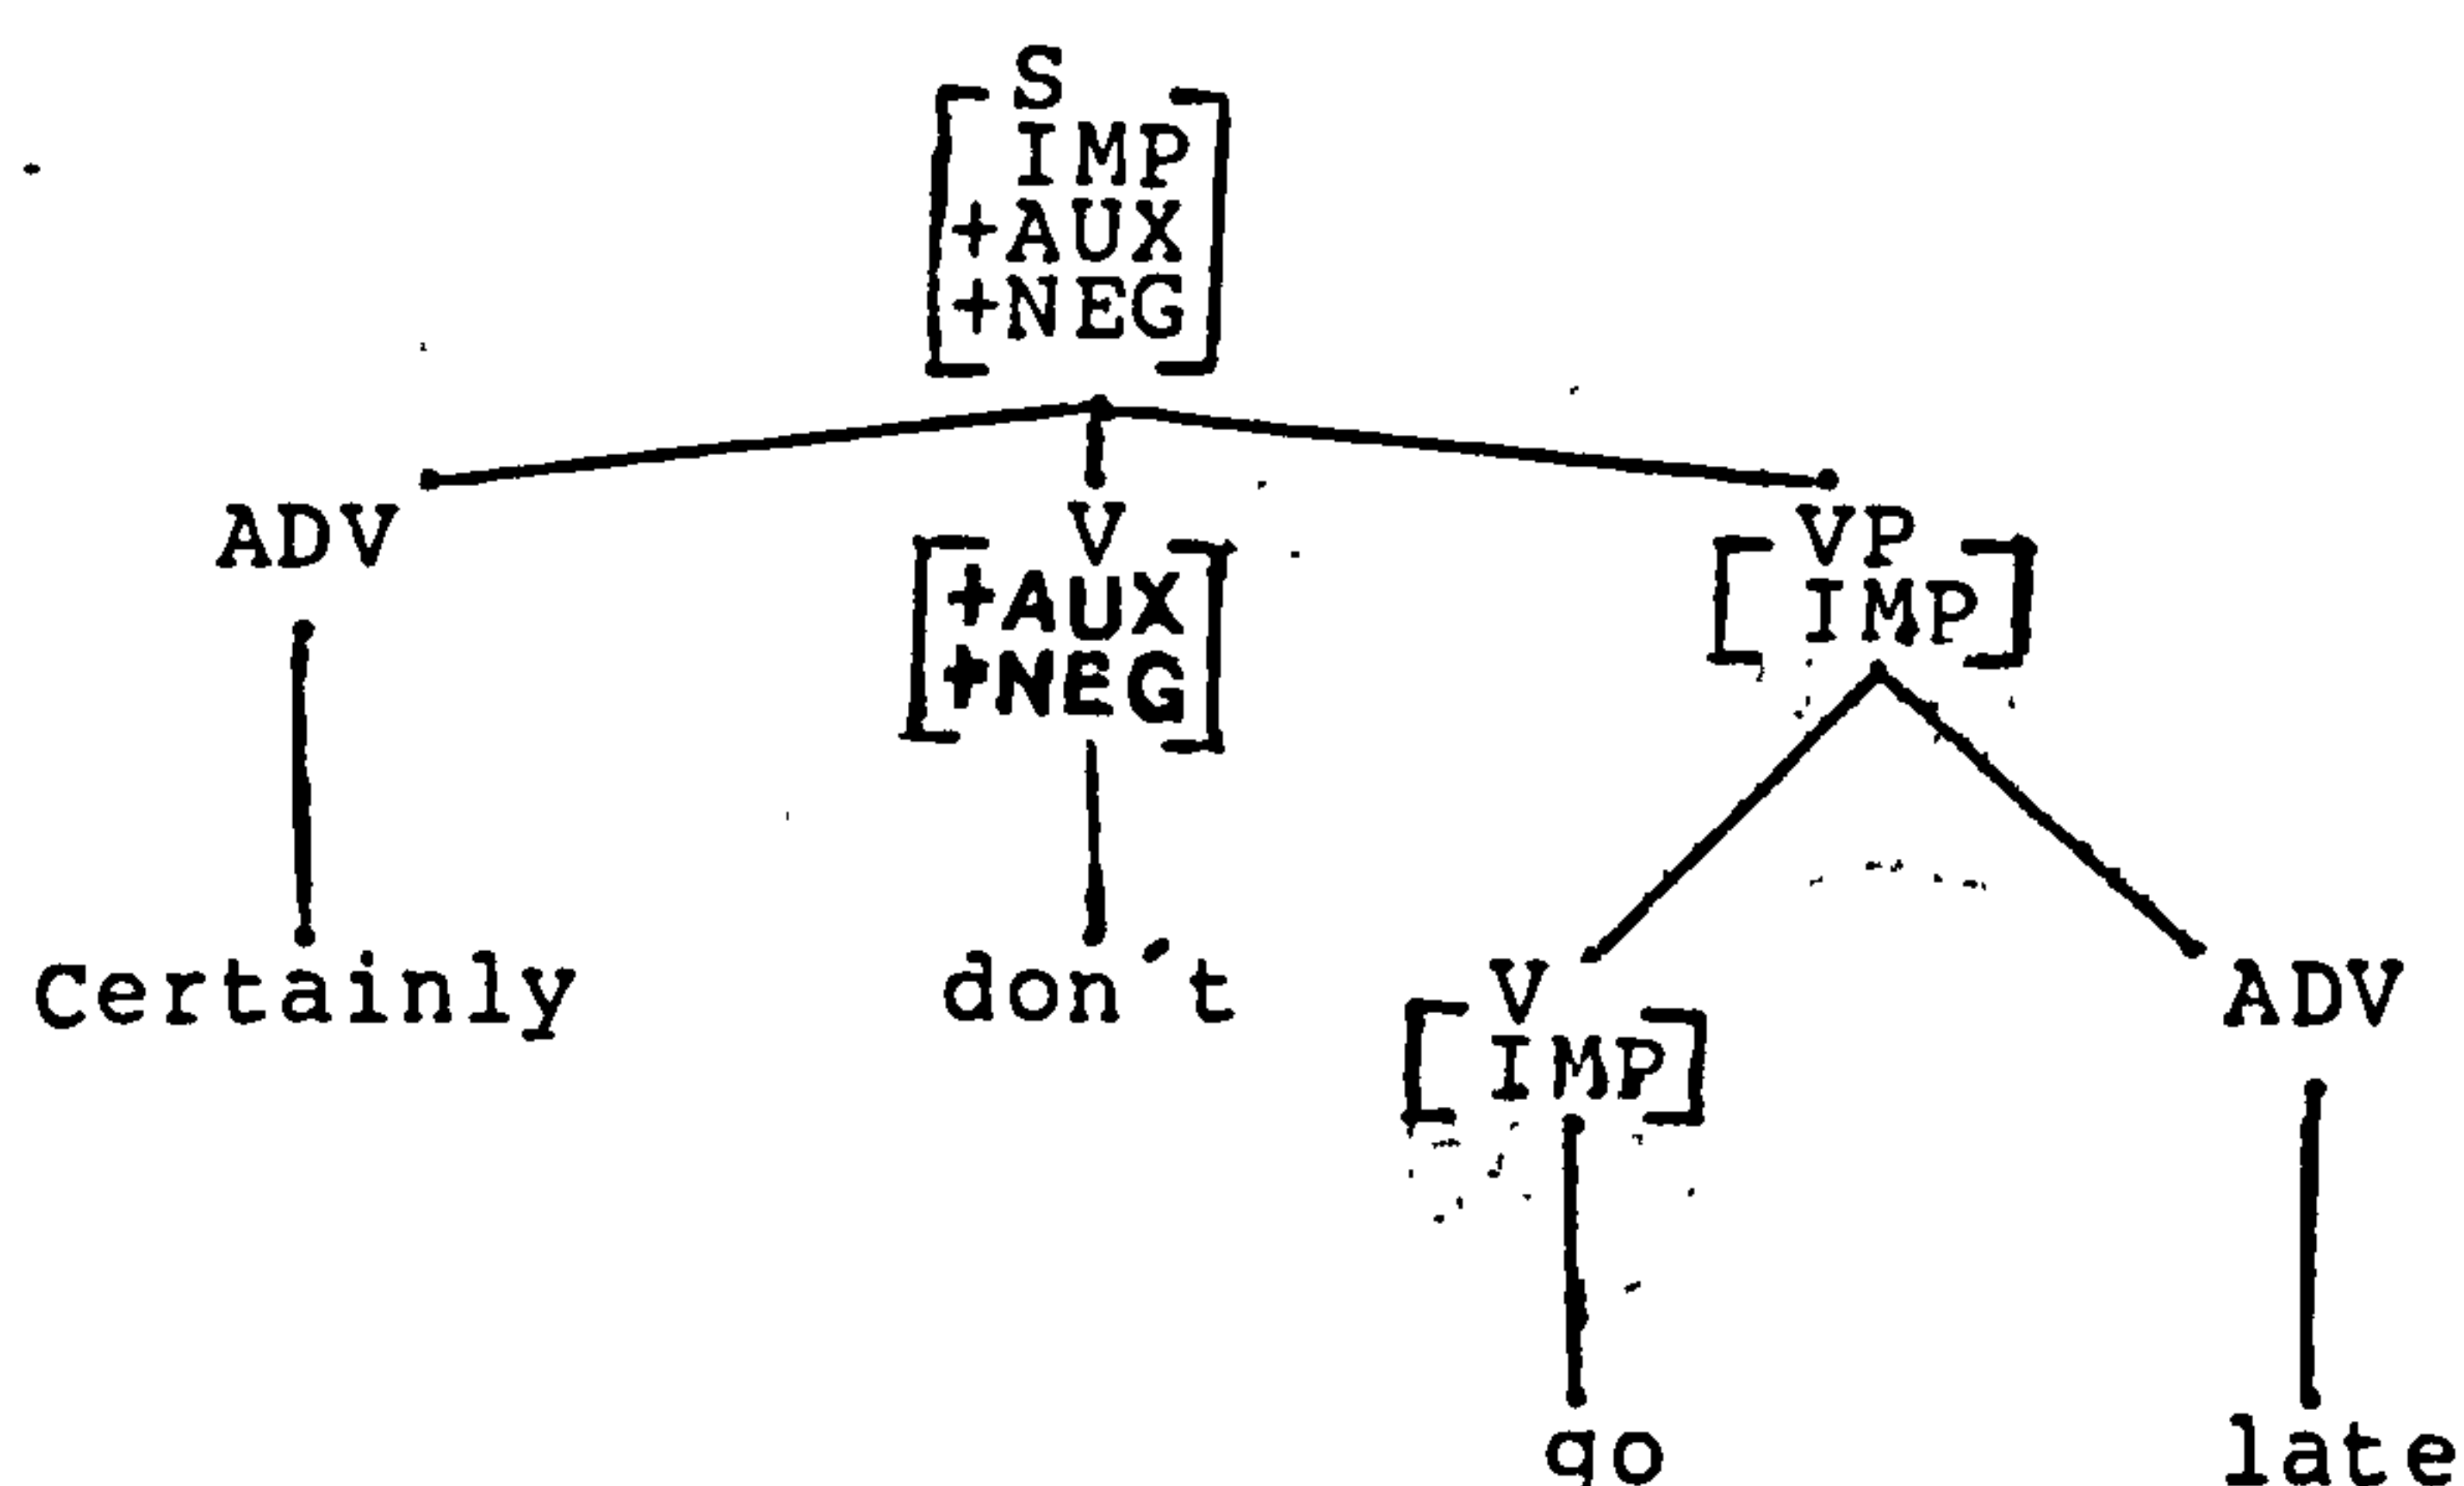 S
IMP
+AUX
+NEG
ADV V VP
+AUX IMP
+NEG
Certainly don´t V ADV
IMP
go late